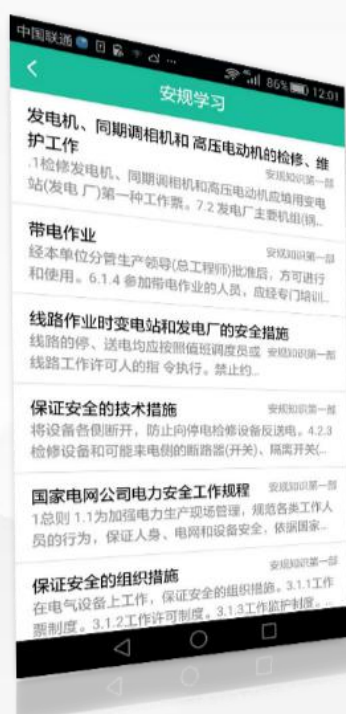 中国联通
86% 12:01
安规学习
发电机、同期调相机和 高压电动机的检修、维
护工作
安规知识第一部
.1检修发电机、同期调相机和高压电动机应填用变电
站(发电 厂)第一种工作票。7.2 发电厂主要机组(锅...
带电作业
安规知识第一部
经本单位分管生产领导(总工程师)批准后，方可进行
和使用。6.1.4 参加带电作业的人员，应经专门培训...
线路作业时变电站和发电厂的安全措施
线路的停、送电均应按照值班调度员或 安规知识第一部
线路工作许可人的指 令执行。禁止约...
保证安全的技术措施 安规知识第一部
将设备各侧断开，防止向停电检修设备反送电。4.2.3
检修设备和可能来电侧的断路器(开关)、隔离开关(...
国家电网公司电力安全工作规程 安规知识第一部
1总则 1.1为加强电力生产现场管理，规范各类工作人
员的行为，保证人身、电网和设备安全，依据国家...
保证安全的组织措施 安规知识第一部
在电气设备上工作，保证安全的组织措施。3.1.1工作
票制度。3.1.2工作许可制度。3.1.3工作监护制度。...